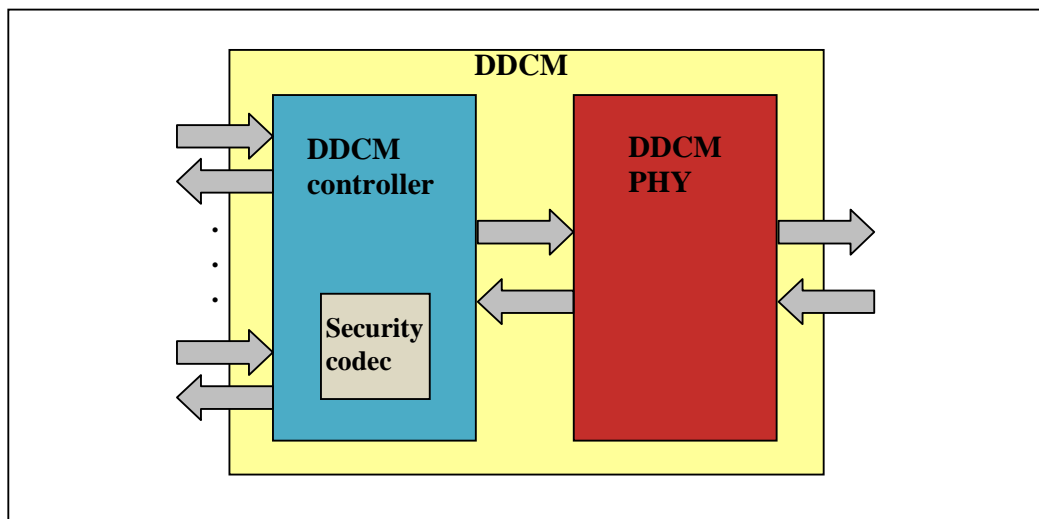 DDCM
DDCM
controller
DDCM
PHY
Security
codec